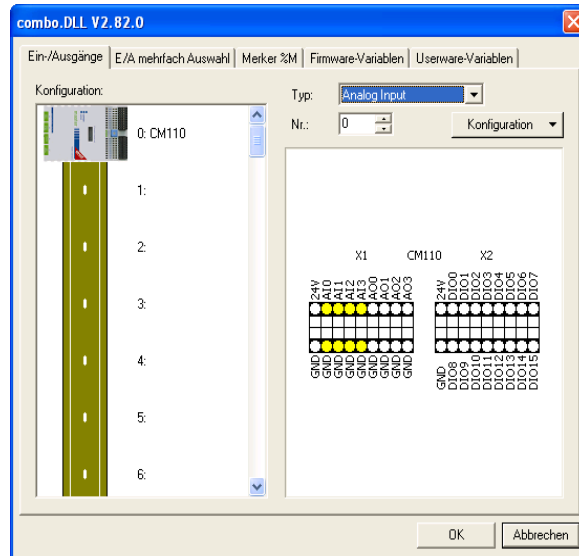 combo.DLL V2.82.0
Ein-/Ausgänge E/A mehrfach Auswahl Merker %M Firmware-Variablen Userware-Variablen
Konfiguration:
Typ: Analog Input
Nr.: 0 Konfiguration
0: CM110
1:
2:
3:
4:
5:
6:
X1 CM110 X2
24V AI0 AI1 AI2 AI3 AO0 AO1 AO2 AO3
24V DIO0 DIO1 DIO2 DIO3 DIO4 DIO5 DIO6 DIO7
GND GND GND GND GND GND GND GND GND
GND DIO8 DIO9 DIO10 DIO11 DIO12 DIO13 DIO14 DIO15
OK Abbrechen